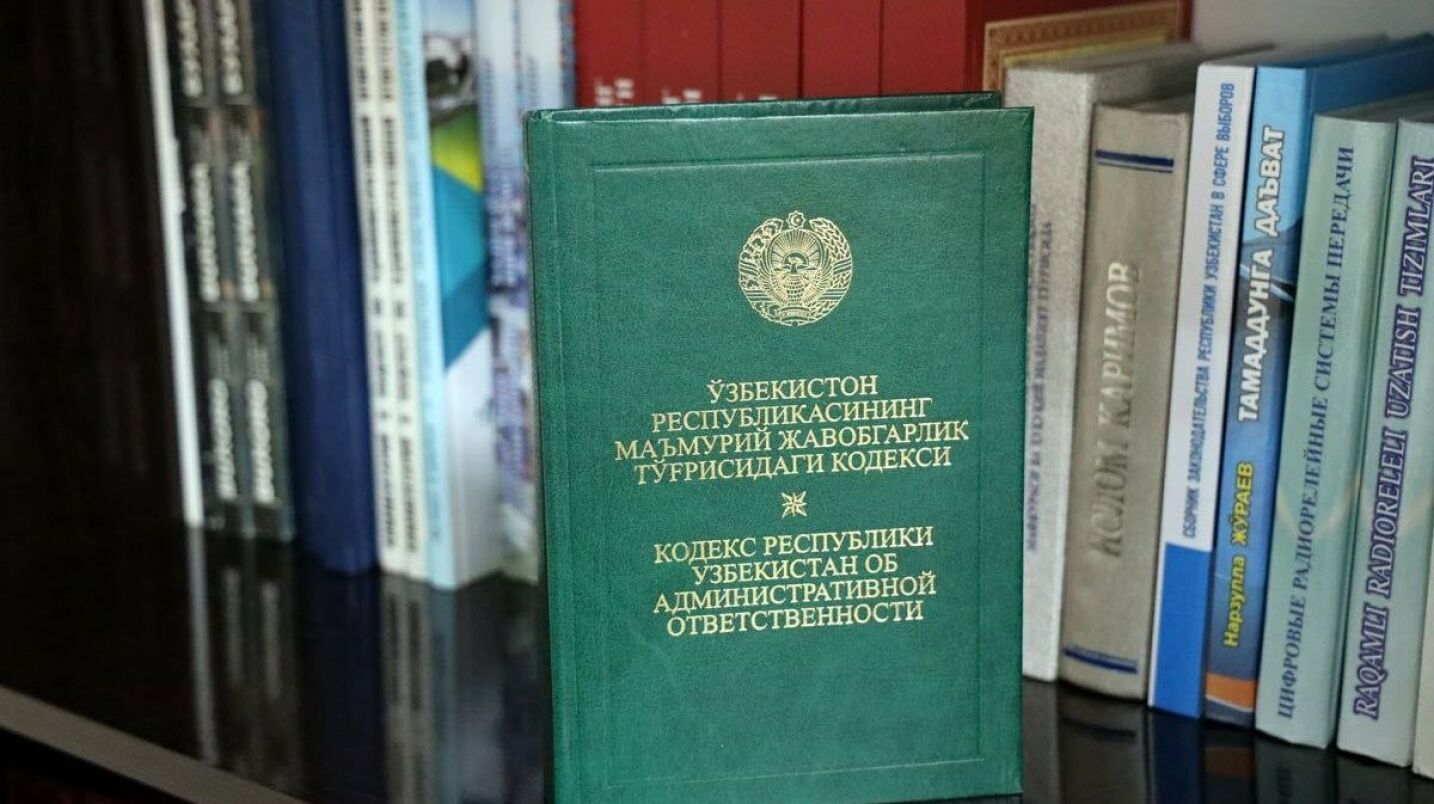 ЎЗБЕКИСТОН
РЕСПУБЛИКАСИНИНГ
МАЪМУРИЙ ЖАВОБГАРЛИК
ТЎҒРИСИДАГИ КОДЕКСИ
КОДЕКС РЕСПУБЛИКИ
УЗБЕКИСТАН ОБ
АДМИНИСТРАТИВНОЙ
ОТВЕТСТВЕННОСТИ
ИСЛОМ КАРИМОВ
СБОРНИК ЗАКОНОДАТЕЛЬСТВА РЕСПУБЛИКИ УЗБЕКИСТАН В СФЕРЕ ВЫБОРОВ
Нарзулла ЖЎРАЕВ ТАМАДДУНГА ДАЪВАТ
ЦИФРОВЫЕ РАДИОРЕЛЕЙНЫЕ СИСТЕМЫ ПЕРЕДАЧИ
RAQAMLI RADIORELELI UZATISH TIZIMLARI